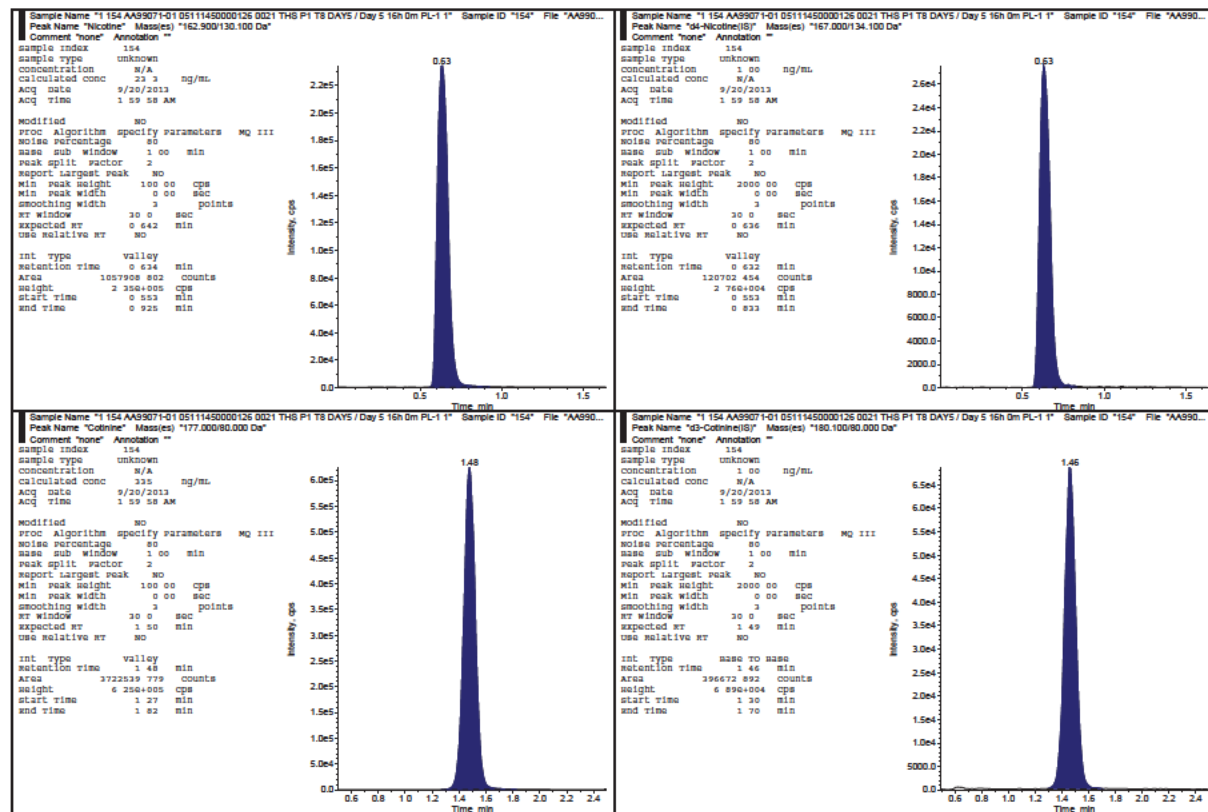 Sample Name "1 154 AA99071-01 05111450000126 0021 THS P1 T8 DAY5 / Day 5 16h 0m PL-1 1" Sample ID "154" File "AA990...
Peak Name "Nicotine" Mass(es) "162.900/130.100 Da"
Comment "none" Annotation ""
Sample Index 154
Sample Type Unknown
Concentration N/A
Calculated Conc 23 3 ng/mL
Acq Date 9/20/2013
Acq Time 1 59 58 AM
Modified No
Proc Algorithm Specify Parameters MQ III
Noise Percentage 80
Base Sub Window 1 00 min
Peak Split Factor 2
Report Largest Peak No
Min Peak Height 100 00 cps
Min Peak Width 0 00 sec
Smoothing Width 3 points
RT Window 30 0 sec
Expected RT 0 642 min
Use Relative RT No
Int Type Valley
Retention Time 0 634 min
Area 1057908 802 counts
Height 2 35e+005 cps
Start Time 0 553 min
End Time 0 925 min
0.63
2.2e5
2.0e5
1.8e5
1.6e5
1.4e5
1.2e5
1.0e5
8.0e4
6.0e4
4.0e4
2.0e4
0.0
Intensity, cps
0.5 1.0 1.5
Time min
Sample Name "1 154 AA99071-01 05111450000126 0021 THS P1 T8 DAY5 / Day 5 16h 0m PL-1 1" Sample ID "154" File "AA990...
Peak Name "d4-Nicotine(IS)" Mass(es) "167.000/134.100 Da"
Comment "none" Annotation ""
Sample Index 154
Sample Type Unknown
Concentration 1 00 ng/mL
Calculated Conc N/A
Acq Date 9/20/2013
Acq Time 1 59 58 AM
Modified No
Proc Algorithm Specify Parameters MQ III
Noise Percentage 80
Base Sub Window 1 00 min
Peak Split Factor 2
Report Largest Peak No
Min Peak Height 2000 00 cps
Min Peak Width 0 00 sec
Smoothing Width 3 points
RT Window 30 0 sec
Expected RT 0 636 min
Use Relative RT No
Int Type Valley
Retention Time 0 632 min
Area 120702 454 counts
Height 2 76e+004 cps
Start Time 0 553 min
End Time 0 833 min
0.63
2.6e4
2.4e4
2.2e4
2.0e4
1.8e4
1.6e4
1.4e4
1.2e4
1.0e4
8000.0
6000.0
4000.0
2000.0
0.0
Intensity, cps
0.5 1.0 1.5
Time min
Sample Name "1 154 AA99071-01 05111450000126 0021 THS P1 T8 DAY5 / Day 5 16h 0m PL-1 1" Sample ID "154" File "AA990...
Peak Name "Cotinine" Mass(es) "177.000/80.000 Da"
Comment "none" Annotation ""
Sample Index 154
Sample Type Unknown
Concentration N/A
Calculated Conc 335 ng/mL
Acq Date 9/20/2013
Acq Time 1 59 58 AM
Modified No
Proc Algorithm Specify Parameters MQ III
Noise Percentage 80
Base Sub Window 1 00 min
Peak Split Factor 2
Report Largest Peak No
Min Peak Height 100 00 cps
Min Peak Width 0 00 sec
Smoothing Width 3 points
RT Window 30 0 sec
Expected RT 1 50 min
Use Relative RT No
Int Type Valley
Retention Time 1 48 min
Area 3722539 779 counts
Height 6 25e+005 cps
Start Time 1 27 min
End Time 1 82 min
1.48
6.0e5
5.5e5
5.0e5
4.5e5
4.0e5
3.5e5
3.0e5
2.5e5
2.0e5
1.5e5
1.0e5
5.0e4
0.0
Intensity, cps
0.6 0.8 1.0 1.2 1.4 1.6 1.8 2.0 2.2 2.4
Time min
Sample Name "1 154 AA99071-01 05111450000126 0021 THS P1 T8 DAY5 / Day 5 16h 0m PL-1 1" Sample ID "154" File "AA990...
Peak Name "d3-Cotinine(IS)" Mass(es) "180.100/80.000 Da"
Comment "none" Annotation ""
Sample Index 154
Sample Type Unknown
Concentration 1 00 ng/mL
Calculated Conc N/A
Acq Date 9/20/2013
Acq Time 1 59 58 AM
Modified No
Proc Algorithm Specify Parameters MQ III
Noise Percentage 80
Base Sub Window 1 00 min
Peak Split Factor 2
Report Largest Peak No
Min Peak Height 2000 00 cps
Min Peak Width 0 00 sec
Smoothing Width 3 points
RT Window 30 0 sec
Expected RT 1 49 min
Use Relative RT No
Int Type Base To Base
Retention Time 1 46 min
Area 396672 892 counts
Height 6 89e+004 cps
Start Time 1 30 min
End Time 1 70 min
1.46
6.5e4
6.0e4
5.5e4
5.0e4
4.5e4
4.0e4
3.5e4
3.0e4
2.5e4
2.0e4
1.5e4
1.0e4
5000.0
0.0
Intensity, cps
0.6 0.8 1.0 1.2 1.4 1.6 1.8 2.0 2.2 2.4
Time min